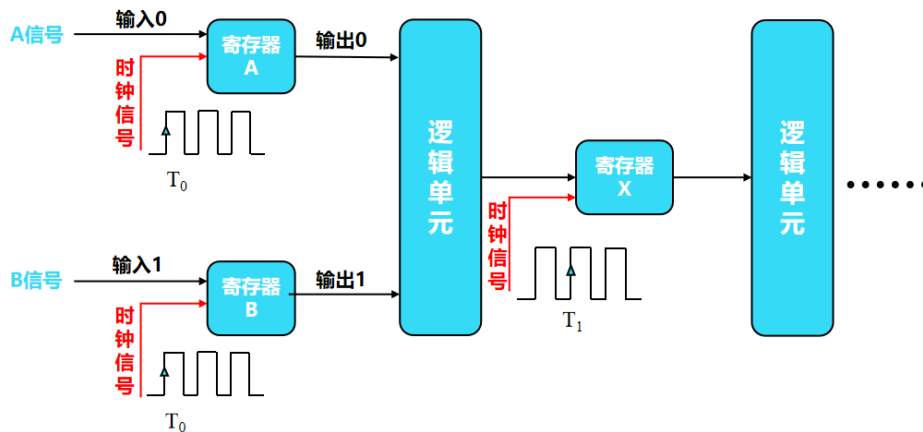 A信号
输入0
寄存器
A
输出0
时钟信号
T0
逻辑单元
寄存器
X
时钟信号
T1
逻辑单元
......
B信号
输入1
寄存器
B
输出1
时钟信号
T0